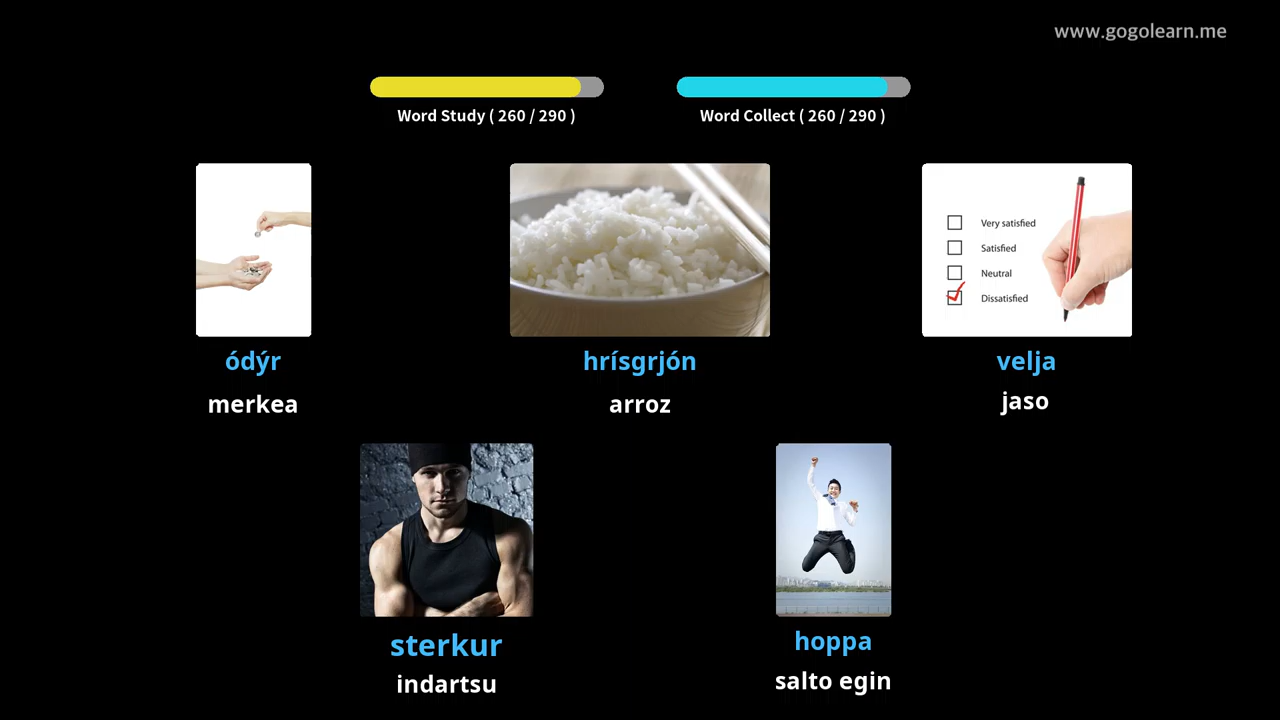 www.gogolearn.me
Word Study ( 260 / 290 )
Word Collect ( 260 / 290 )
Very satisfied
Satisfied
Neutral
Dissatisfied
ódýr
hrísgrjón
velja
merkea
arroz
jaso
sterkur
hoppa
indartsu
salto egin